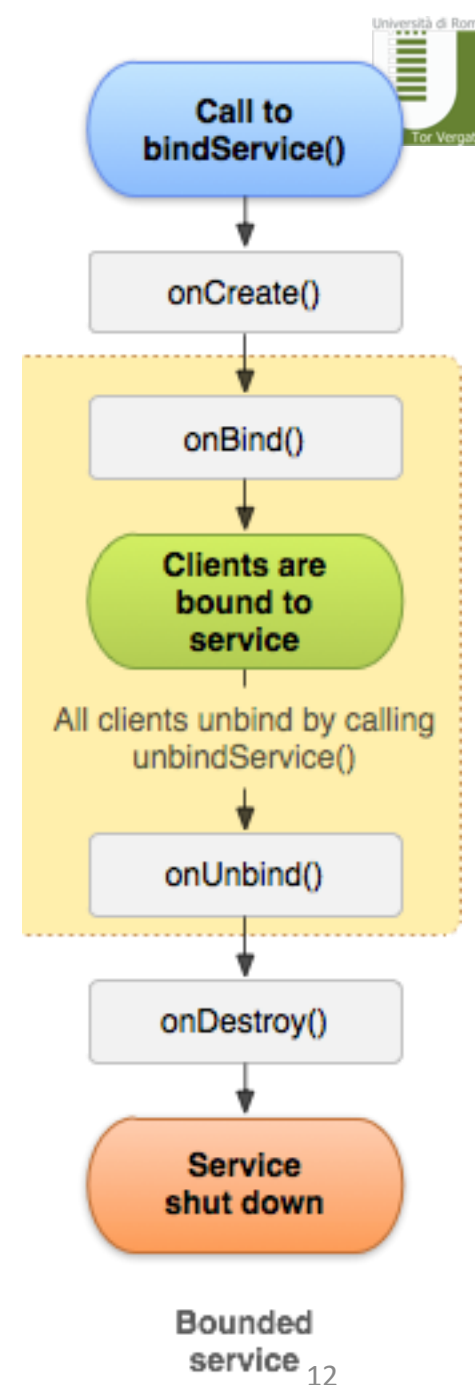 Università di Rom
Tor Vergat
Call to
bindService()
onCreate()
onBind()
Clients are
bound to
service
All clients unbind by calling
unbindService()
onUnbind()
onDestroy()
Service
shut down
Bounded
service
12